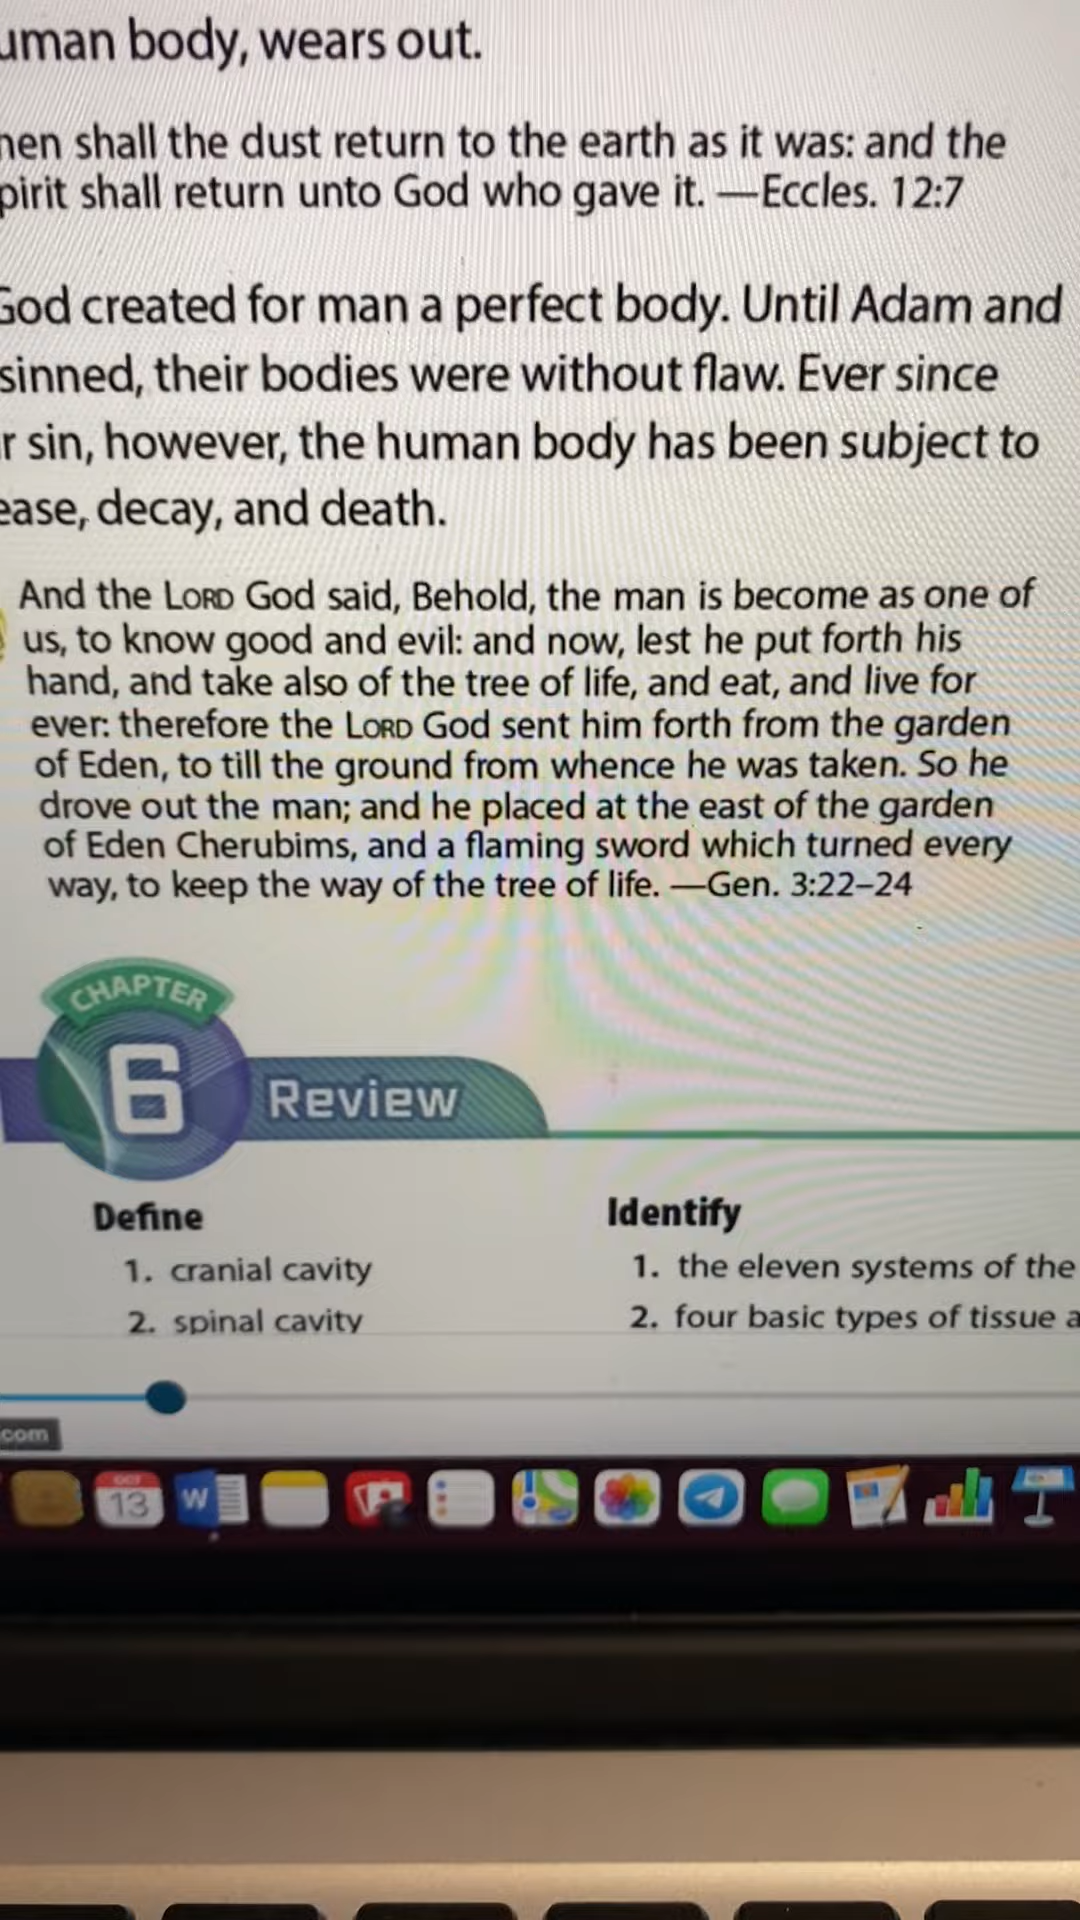 uman body, wears out.
hen shall the dust return to the earth as it was: and the
pirit shall return unto God who gave it. —Eccles. 12:7
God created for man a perfect body. Until Adam and
sinned, their bodies were without flaw. Ever since
r sin, however, the human body has been subject to
ease, decay, and death.
And the LORD God said, Behold, the man is become as one of
us, to know good and evil: and now, lest he put forth his
hand, and take also of the tree of life, and eat, and live for
ever: therefore the LORD God sent him forth from the garden
of Eden, to till the ground from whence he was taken. So he
drove out the man; and he placed at the east of the garden
of Eden Cherubims, and a flaming sword which turned every
way, to keep the way of the tree of life. —Gen. 3:22–24
CHAPTER
6 Review
Define
1. cranial cavity
2. spinal cavity
Identify
1. the eleven systems of the
2. four basic types of tissue a
com
OCT
13
W